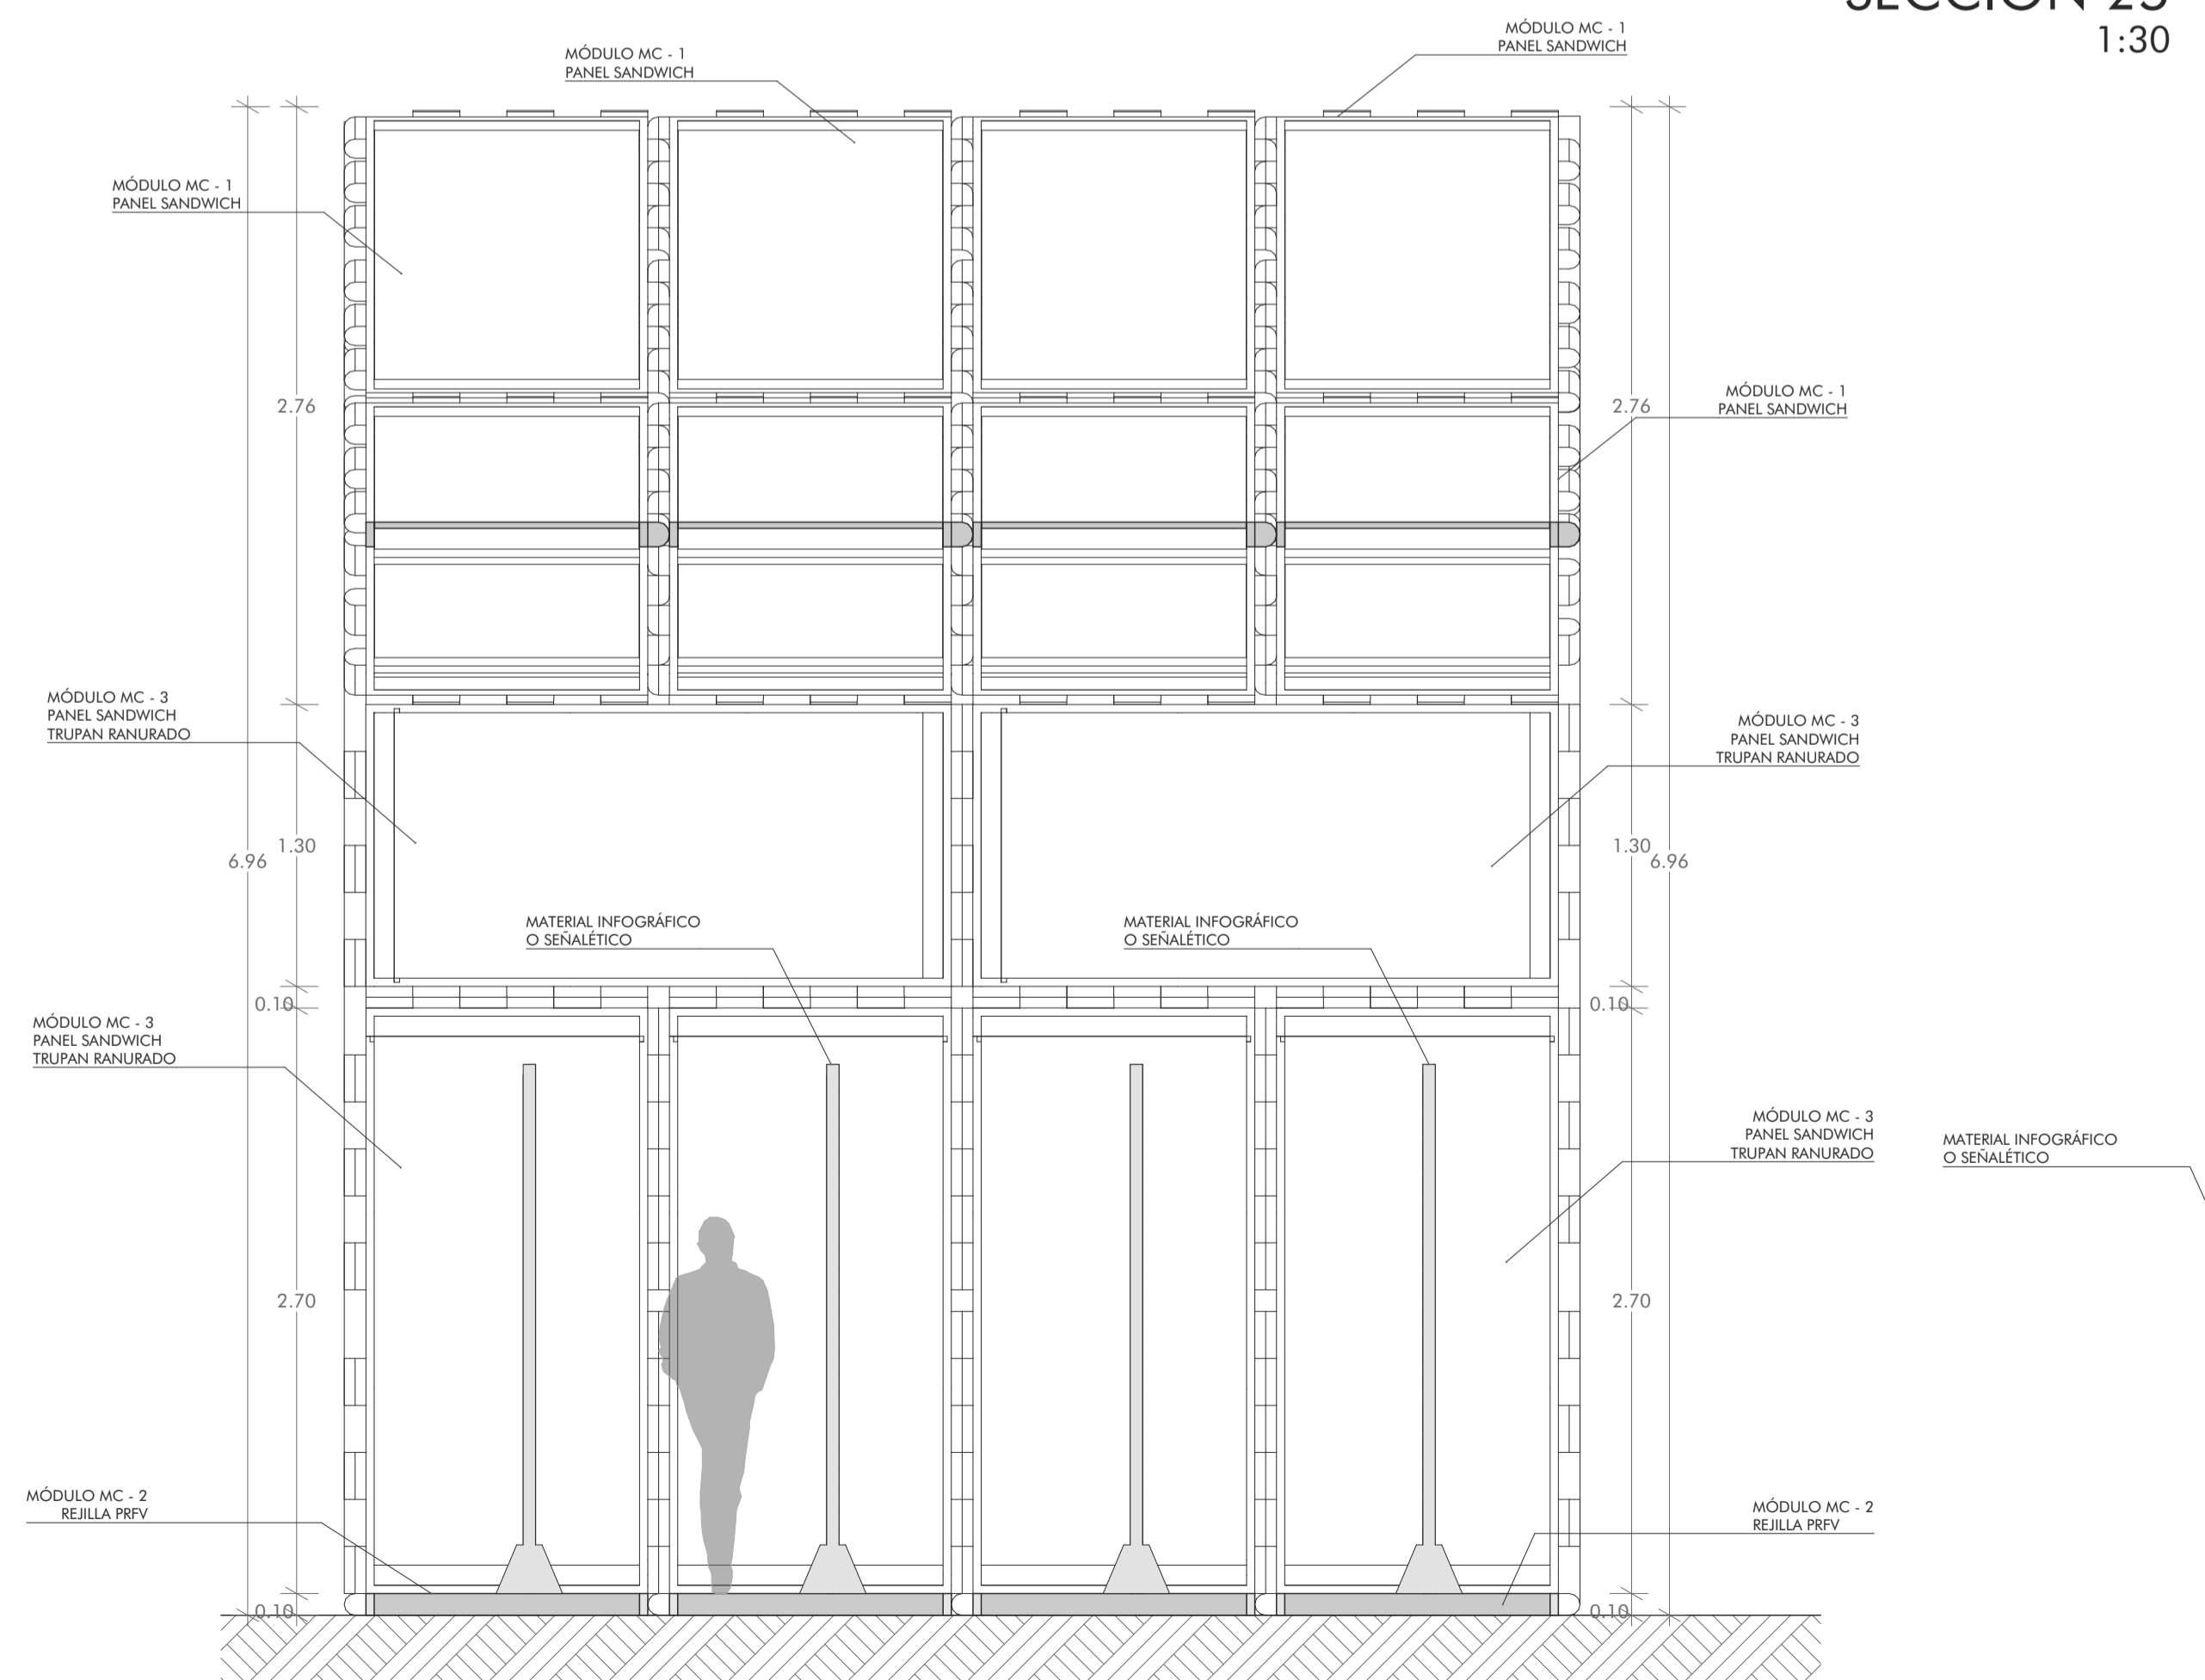 SECCIÓN 23
1:30
MÓDULO MC - 1
PANEL SANDWICH
MÓDULO MC - 1
PANEL SANDWICH
MÓDULO MC - 1
PANEL SANDWICH
2.76
2.76
MÓDULO MC - 1
PANEL SANDWICH
MÓDULO MC - 3
PANEL SANDWICH
TRUPAN RANURADO
MÓDULO MC - 3
PANEL SANDWICH
TRUPAN RANURADO
1.30
6.96
1.30
6.96
MATERIAL INFOGRÁFICO
O SEÑALÉTICO
MATERIAL INFOGRÁFICO
O SEÑALÉTICO
0.10
0.10
MÓDULO MC - 3
PANEL SANDWICH
TRUPAN RANURADO
MÓDULO MC - 3
PANEL SANDWICH
TRUPAN RANURADO
MATERIAL INFOGRÁFICO
O SEÑALÉTICO
2.70
2.70
MÓDULO MC - 2
REJILLA PRFV
MÓDULO MC - 2
REJILLA PRFV
0.10
0.10